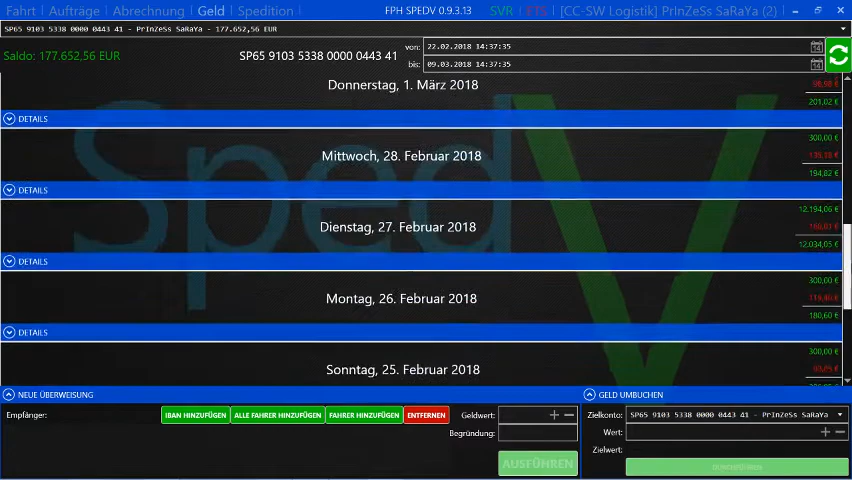 Fahrt Aufträge Abrechnung Geld Spedition FPH SPEDV 0.9.3.13 SVR ETS [CC-SW Logistik] PrInZeSs SaRaYa (2)
SP65 9103 5338 0000 0443 41 - PrInZeSs SaRaYa - 177.652,56 EUR
Saldo: 177.652,56 EUR SP65 9103 5338 0000 0443 41
von: 22.02.2018 14:37:35
bis: 09.03.2018 14:37:35
SpedV
Donnerstag, 1. März 2018
98,98 €
201,02 €
DETAILS
300,00 €
Mittwoch, 28. Februar 2018
194,82 €
DETAILS
12.194,06 €
Dienstag, 27. Februar 2018
12.034,05 €
DETAILS
300,00 €
Montag, 26. Februar 2018
180,60 €
DETAILS
300,00 €
Sonntag, 25. Februar 2018
NEUE ÜBERWEISUNG
Empfänger: IBAN HINZUFÜGEN ALLE FAHRER HINZUFÜGEN FAHRER HINZUFÜGEN ENTFERNEN
Geldwert:
Begründung:
AUSFÜHREN
GELD UMBUCHEN
Zielkonto: SP65 9103 5338 0000 0443 41 - PrInZeSs SaRaYa
Wert:
Zielwert: